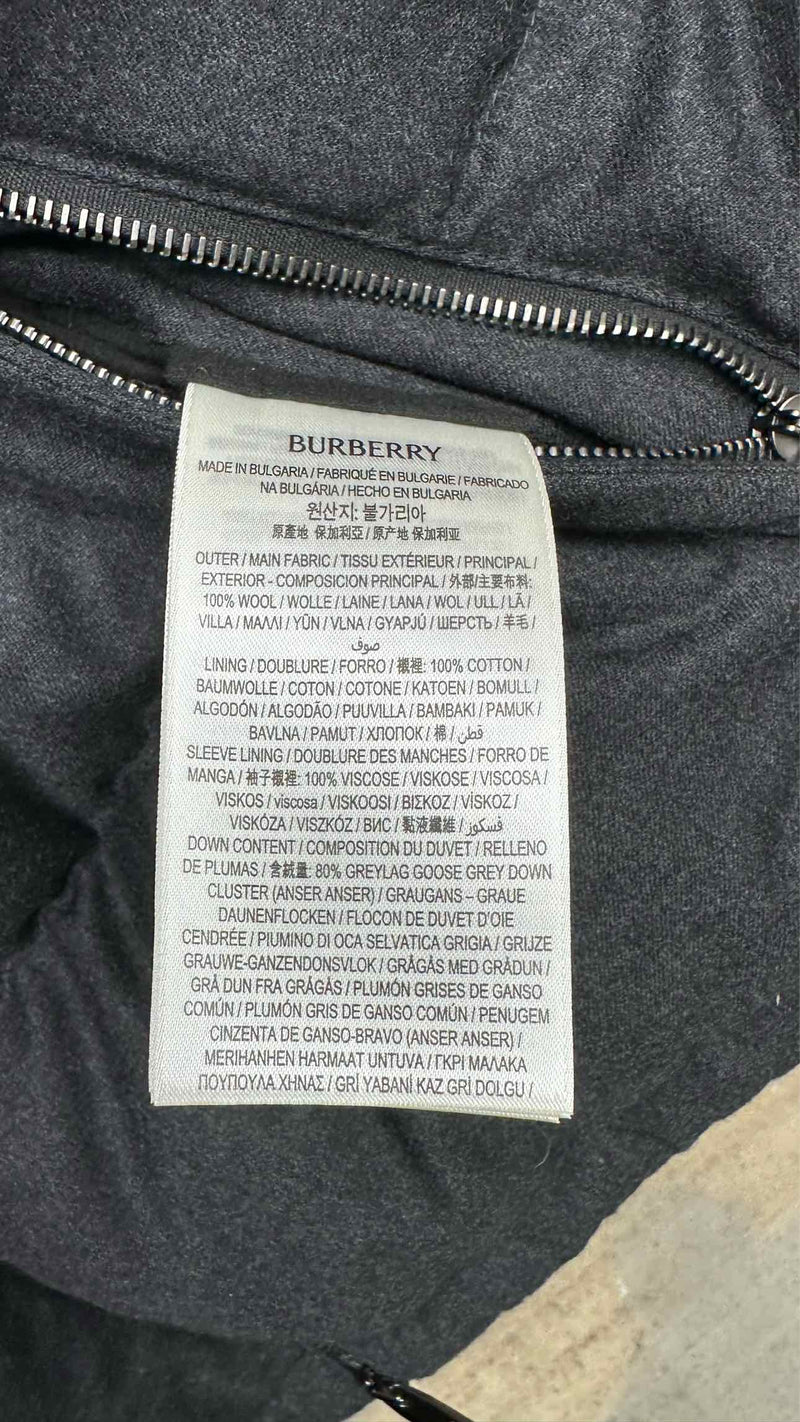 BURBERRY
MADE IN BULGARIA / FABRIQUÉ EN BULGARIE / FABRICADO
NA BULGÁRIA / HECHO EN BULGARIA
원산지: 불가리아
原產地 保加利亞 / 原产地 保加利亚
OUTER / MAIN FABRIC / TISSU EXTÉRIEUR / PRINCIPAL /
EXTERIOR - COMPOSICION PRINCIPAL / 外部/主要布料:
100% WOOL / WOLLE / LAINE / LANA / WOL / ULL / LÃ /
VILLA / ΜΑΛΛΙ / YÜN / VLNA / GYAPJÚ / ШЕРСТЬ / 羊毛 /
صوف
LINING / DOUBLURE / FORRO / 襯裡: 100% COTTON /
BAUMWOLLE / COTON / COTONE / KATOEN / BOMULL /
ALGODÓN / ALGODÃO / PUUVILLA / BAMBAKI / PAMUK /
BAVLNA / PAMUT / ХЛОПОК / 棉 / قطن
SLEEVE LINING / DOUBLURE DES MANCHES / FORRO DE
MANGA / 袖子襯裡: 100% VISCOSE / VISKOSE / VISCOSA /
VISKOS / viscosa / VISKOOSI / ΒΙΣΚΟΖ / VİSKOZ /
VISKÓZA / VISZKÓZ / ВИС / 黏液纖維 / فسكوز
DOWN CONTENT / COMPOSITION DU DUVET / RELLENO
DE PLUMAS / 含絨量: 80% GREYLAG GOOSE GREY DOWN
CLUSTER (ANSER ANSER) / GRAUGANS – GRAUE
DAUNENFLOCKEN / FLOCON DE DUVET D'OIE
CENDRÉE / PIUMINO DI OCA SELVATICA GRIGIA / GRIJZE
GRAUWE-GANZENDONSVLOK / GRÅGÅS MED GRÅDUN /
GRÅ DUN FRA GRÅGÅS / PLUMÓN GRISES DE GANSO
COMÚN / PLUMÓN GRIS DE GANSO COMÚN / PENUGEM
CINZENTA DE GANSO-BRAVO (ANSER ANSER) /
MERIHANHEN HARMAAT UNTUVA / ΓΚΡΙ ΜΑΛΑΚΑ
ΠΟΥΠΟΥΛΑ ΧΗΝΑΣ / GRİ YABANİ KAZ GRİ DOLGU /